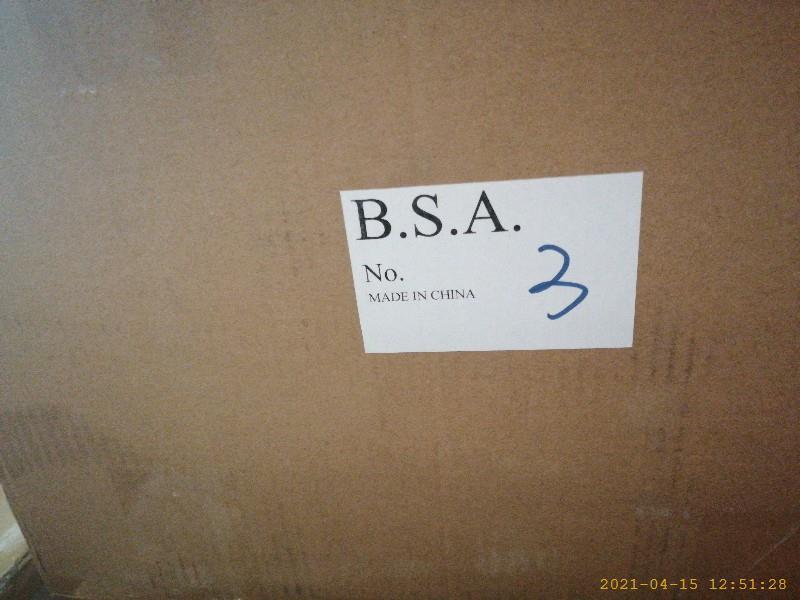 B.S.A.
No. 3
MADE IN CHINA
2021-04-15 12:51:28